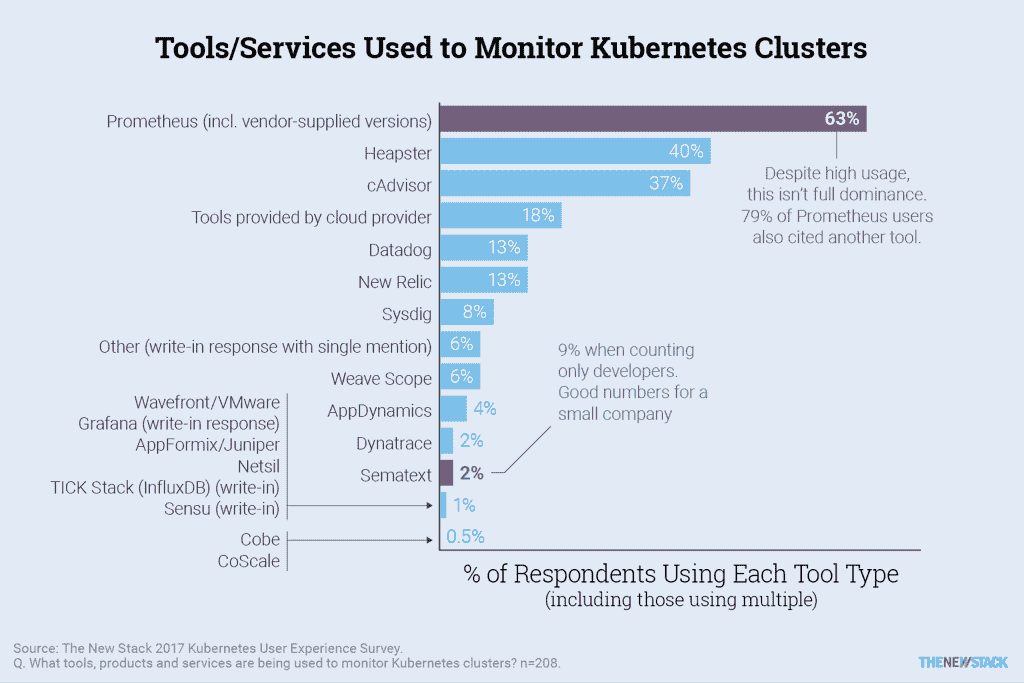 Tools/Services Used to Monitor Kubernetes Clusters
Prometheus (incl. vendor-supplied versions)
63%
Heapster
40%
cAdvisor
37%
Despite high usage,
this isn’t full dominance.
79% of Prometheus users
also cited another tool.
Tools provided by cloud provider
18%
Datadog
13%
New Relic
13%
Sysdig
8%
Other (write-in response with single mention)
6%
Weave Scope
6%
AppDynamics
4%
Dynatrace
2%
Sematext
2%
9% when counting
only developers.
Good numbers for a
small company
Wavefront/VMware
Grafana (write-in response)
AppFormix/Juniper
Netsil
TICK Stack (InfluxDB) (write-in)
Sensu (write-in)
1%
Cobe
CoScale
0.5%
% of Respondents Using Each Tool Type
(including those using multiple)
Source: The New Stack 2017 Kubernetes User Experience Survey.
Q. What tools, products and services are being used to monitor Kubernetes clusters? n=208.
THENEWSTACK